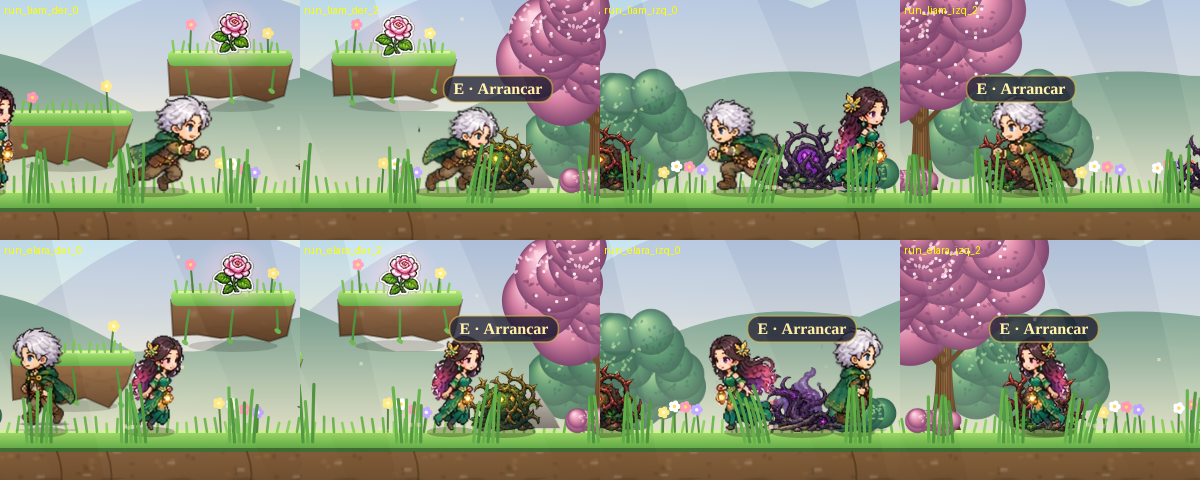 run_liam_der_0
run_liam_der_2
run_liam_izq_0
run_liam_izq_2
E · Arrancar
E · Arrancar
run_elara_der_0
run_elara_der_2
run_elara_izq_0
run_elara_izq_2
E · Arrancar
E · Arrancar
E · Arrancar